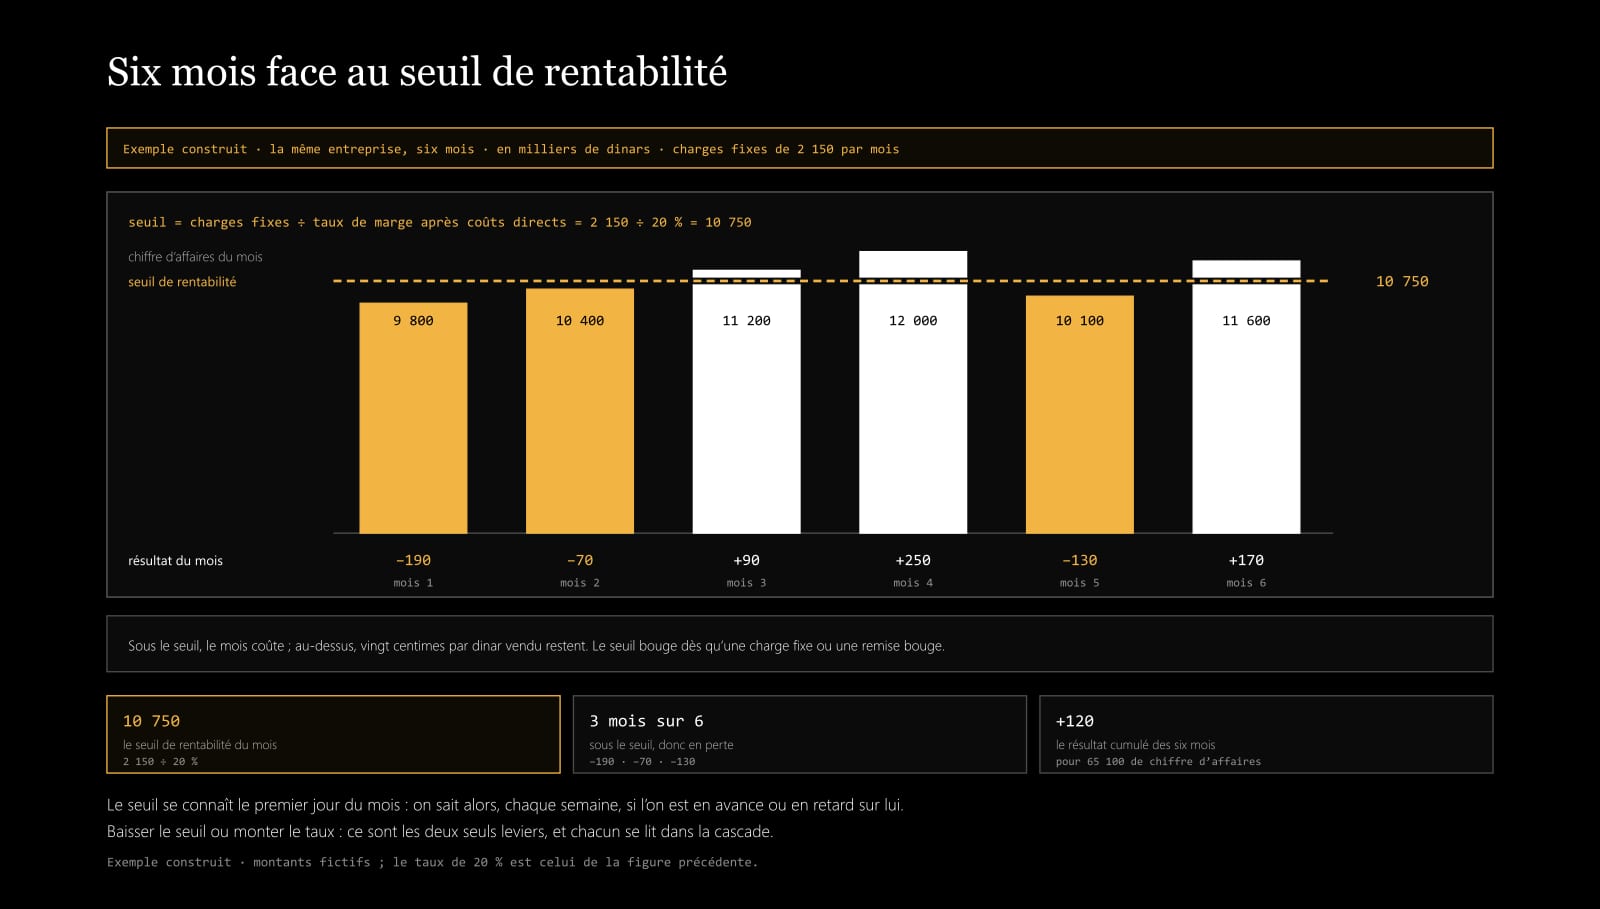 Six mois face au seuil de rentabilité
Exemple construit · la même entreprise, six mois · en milliers de dinars · charges fixes de 2 150 par mois
seuil = charges fixes ÷ taux de marge après coûts directs = 2 150 ÷ 20 % = 10 750
chiffre d’affaires du mois
seuil de rentabilité
10 750
9 800
10 400
11 200
12 000
10 100
11 600
résultat du mois
−190
−70
+90
+250
−130
+170
mois 1
mois 2
mois 3
mois 4
mois 5
mois 6
Sous le seuil, le mois coûte ; au-dessus, vingt centimes par dinar vendu restent. Le seuil bouge dès qu’une charge fixe ou une remise bouge.
10 750
le seuil de rentabilité du mois
2 150 ÷ 20 %
3 mois sur 6
sous le seuil, donc en perte
−190 · −70 · −130
+120
le résultat cumulé des six mois
pour 65 100 de chiffre d’affaires
Le seuil se connaît le premier jour du mois : on sait alors, chaque semaine, si l’on est en avance ou en retard sur lui.
Baisser le seuil ou monter le taux : ce sont les deux seuls leviers, et chacun se lit dans la cascade.
Exemple construit · montants fictifs ; le taux de 20 % est celui de la figure précédente.